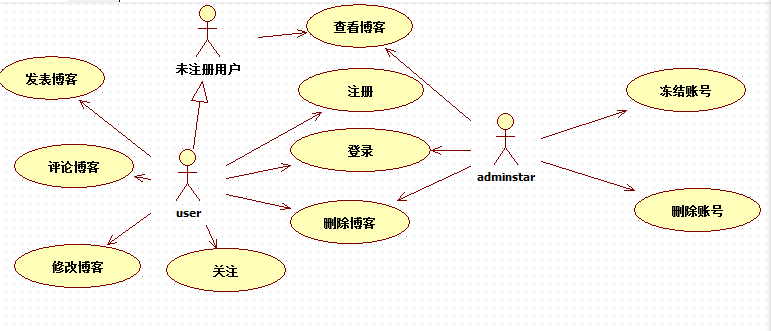 查看博客
未注册用户
发表博客
注册
冻结账号
登录
评论博客
adminstar
user
删除博客
删除账号
修改博客
关注